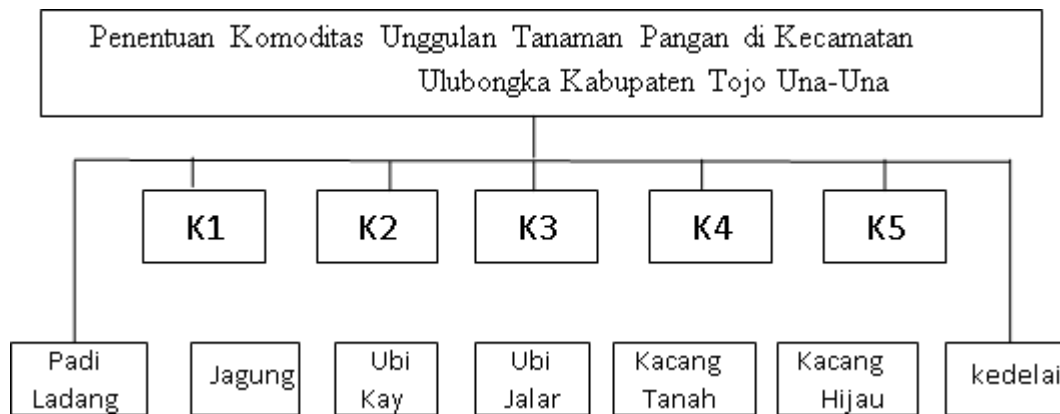 Penentuan Komoditas Unggulan Tanaman Pangan di Kecamatan
Ulubongka Kabupaten Tojo Una-Una
K1
K2
K3
K4
K5
Padi
Ladang
Jagung
Ubi
Kay
Ubi
Jalar
Kacang
Tanah
Kacang
Hijau
kedelai